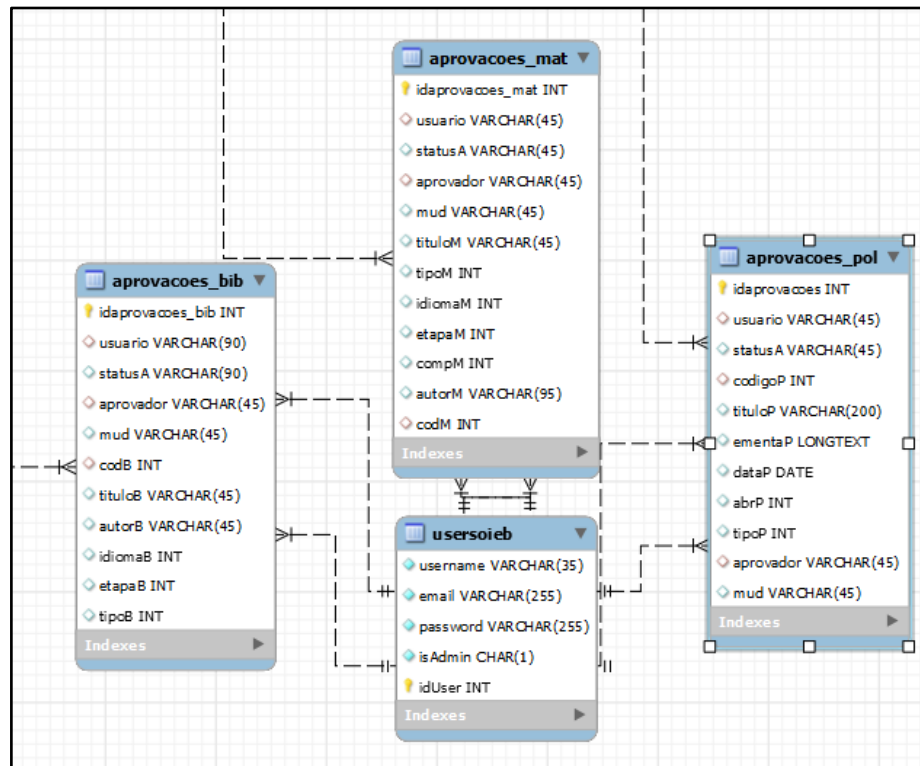 aprovacoes_mat
idaprovacoes_mat INT
usuario VARCHAR(45)
statusA VARCHAR(45)
aprovador VARCHAR(45)
mud VARCHAR(45)
tituloM VARCHAR(45)
tipoM INT
idiomaM INT
etapaM INT
compM INT
autorM VARCHAR(95)
codM INT
Indexes
aprovacoes_bib
idaprovacoes_bib INT
usuario VARCHAR(90)
statusA VARCHAR(90)
aprovador VARCHAR(45)
mud VARCHAR(45)
codB INT
tituloB VARCHAR(45)
autorB VARCHAR(45)
idiomaB INT
etapaB INT
tipoB INT
Indexes
usersoieb
username VARCHAR(35)
email VARCHAR(255)
password VARCHAR(255)
isAdmin CHAR(1)
idUser INT
Indexes
aprovacoes_pol
idaprovacoes INT
usuario VARCHAR(45)
statusA VARCHAR(45)
codigoP INT
tituloP VARCHAR(200)
ementaP LONGTEXT
dataP DATE
abrP INT
tipoP INT
aprovador VARCHAR(45)
mud VARCHAR(45)
Indexes